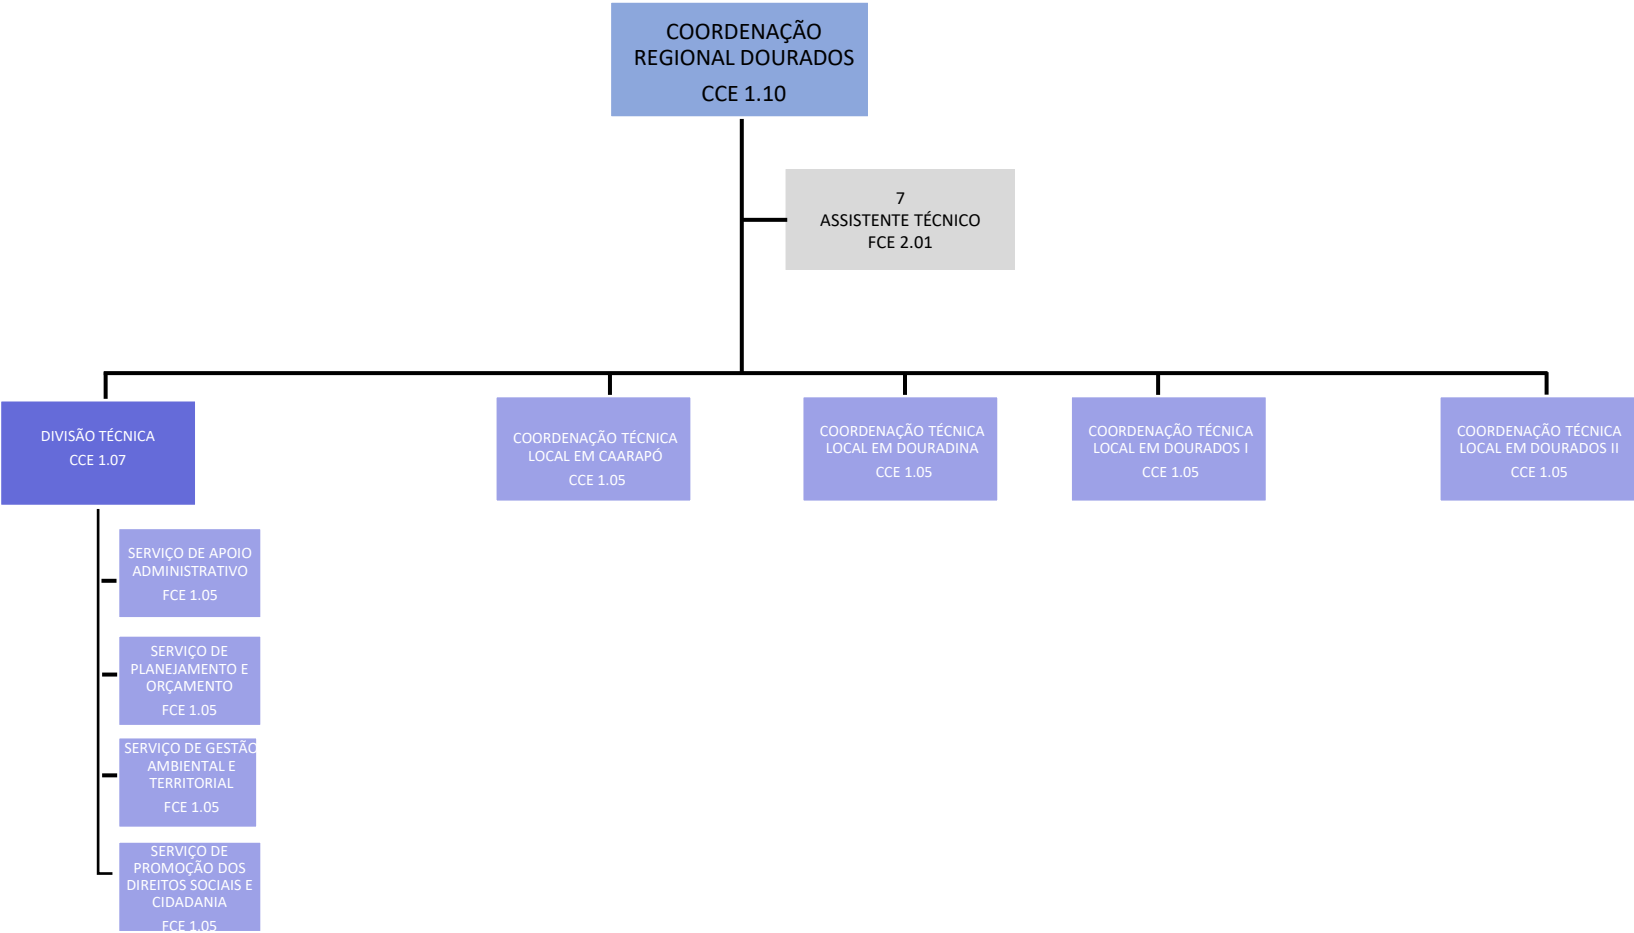 COORDENAÇÃO
REGIONAL DOURADOS
CCE 1.10
7
ASSISTENTE TÉCNICO
FCE 2.01
DIVISÃO TÉCNICA
CCE 1.07
COORDENAÇÃO TÉCNICA
LOCAL EM CAARAPÓ
CCE 1.05
COORDENAÇÃO TÉCNICA
LOCAL EM DOURADINA
CCE 1.05
COORDENAÇÃO TÉCNICA
LOCAL EM DOURADOS I
CCE 1.05
COORDENAÇÃO TÉCNICA
LOCAL EM DOURADOS II
CCE 1.05
SERVIÇO DE APOIO
ADMINISTRATIVO
FCE 1.05
SERVIÇO DE
PLANEJAMENTO E
ORÇAMENTO
FCE 1.05
SERVIÇO DE GESTÃO
AMBIENTAL E
TERRITORIAL
FCE 1.05
SERVIÇO DE
PROMOÇÃO DOS
DIREITOS SOCIAIS E
CIDADANIA
FCE 1.05